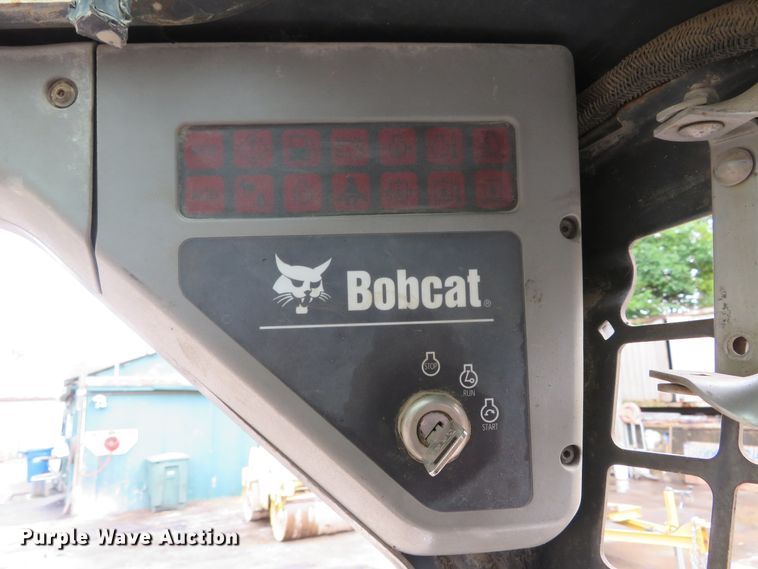 Bobcat®
STOP
RUN
START
Purple Wave Auction